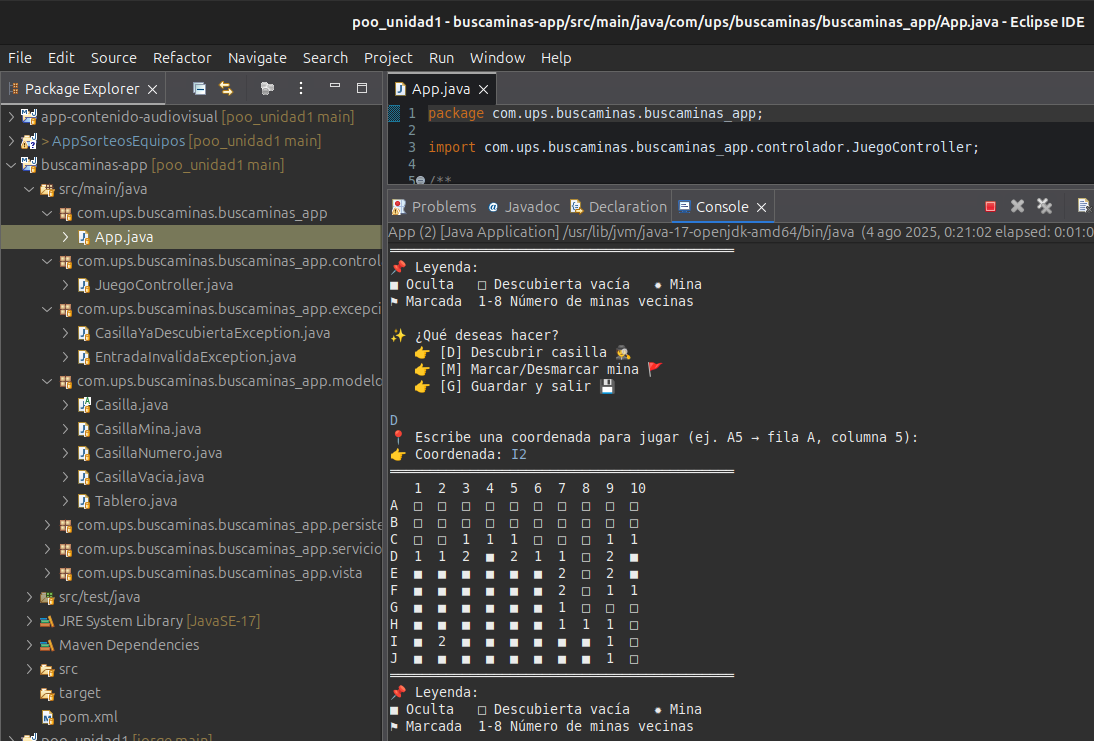 poo_unidad1 - buscaminas-app/src/main/java/com/ups/buscaminas/buscaminas_app/App.java - Eclipse IDE
File Edit Source Refactor Navigate Search Project Run Window Help
Package Explorer
app-contenido-audiovisual [poo_unidad1 main]
> AppSorteosEquipos [poo_unidad1 main]
buscaminas-app [poo_unidad1 main]
src/main/java
com.ups.buscaminas.buscaminas_app
App.java
com.ups.buscaminas.buscaminas_app.control
JuegoController.java
com.ups.buscaminas.buscaminas_app.excepci
CasillaYaDescubiertaException.java
EntradaInvalidaException.java
com.ups.buscaminas.buscaminas_app.modelo
Casilla.java
CasillaMina.java
CasillaNumero.java
CasillaVacia.java
Tablero.java
com.ups.buscaminas.buscaminas_app.persiste
com.ups.buscaminas.buscaminas_app.servicio
com.ups.buscaminas.buscaminas_app.vista
src/test/java
JRE System Library [JavaSE-17]
Maven Dependencies
src
target
pom.xml
poo_unidad1 [jorge main]
App.java
1 package com.ups.buscaminas.buscaminas_app;
2
3 import com.ups.buscaminas.buscaminas_app.controlador.JuegoController;
4
5 /**
Problems Javadoc Declaration Console
App (2) [Java Application] /usr/lib/jvm/java-17-openjdk-amd64/bin/java (4 ago 2025, 0:21:02 elapsed: 0:01:0
📌 Leyenda:
■ Oculta □ Descubierta vacía ✹ Mina
⚑ Marcada 1-8 Número de minas vecinas
✨ ¿Qué deseas hacer?
👉 [D] Descubrir casilla 🕵
👉 [M] Marcar/Desmarcar mina 🚩
👉 [G] Guardar y salir 💾
D
📍 Escribe una coordenada para jugar (ej. A5 → fila A, columna 5):
👉 Coordenada: I2
1 2 3 4 5 6 7 8 9 10
A □ □ □ □ □ □ □ □ □ □
B □ □ □ □ □ □ □ □ □ □
C □ □ 1 1 1 □ □ □ 1 1
D 1 1 2 ■ 2 1 1 □ 2 ■
E ■ ■ ■ ■ ■ ■ 2 □ 2 ■
F ■ ■ ■ ■ ■ ■ 2 □ 1 1
G ■ ■ ■ ■ ■ ■ 1 □ □ □
H ■ ■ ■ ■ ■ ■ 1 1 1 □
I ■ 2 ■ ■ ■ ■ ■ ■ 1 □
J ■ ■ ■ ■ ■ ■ ■ ■ 1 □
📌 Leyenda:
■ Oculta □ Descubierta vacía ✹ Mina
⚑ Marcada 1-8 Número de minas vecinas